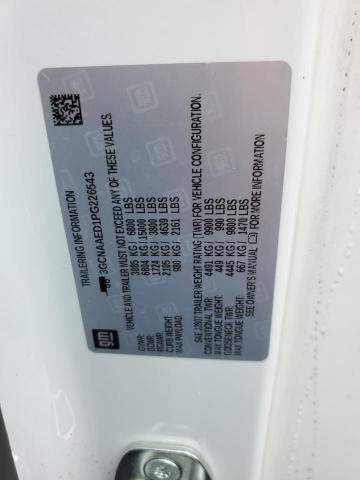 TRAILERING INFORMATION
3GCNAAED1PG226543
VEHICLE AND TRAILER MUST NOT EXCEED ANY OF THESE VALUES.
GVWR: 3085 KG / 6800 LBS
GCWR: 6804 KG / 15000 LBS
RGAWR: 1724 KG / 3800 LBS
CURB WEIGHT: 2105 KG / 4639 LBS
MAX PAYLOAD: 980 KG / 2161 LBS
SAE J2807 TRAILER WEIGHT RATING (TWR) FOR VEHICLE CONFIGURATION.
CONVENTIONAL TWR: 4491 KG / 9900 LBS
MAX TONGUE WEIGHT: 449 KG / 990 LBS
GOOSENECK TWR: 4445 KG / 9800 LBS
MAX TONGUE WEIGHT: 667 KG / 1470 LBS
SEE OWNER'S MANUAL FOR MORE INFORMATION.
gm